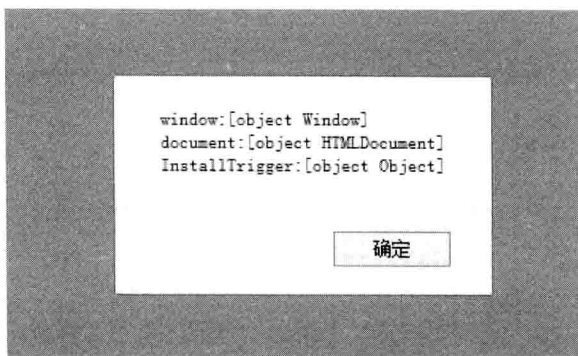 window:[object Window]
document:[object HTMLDocument]
InstallTrigger:[object Object]
确定